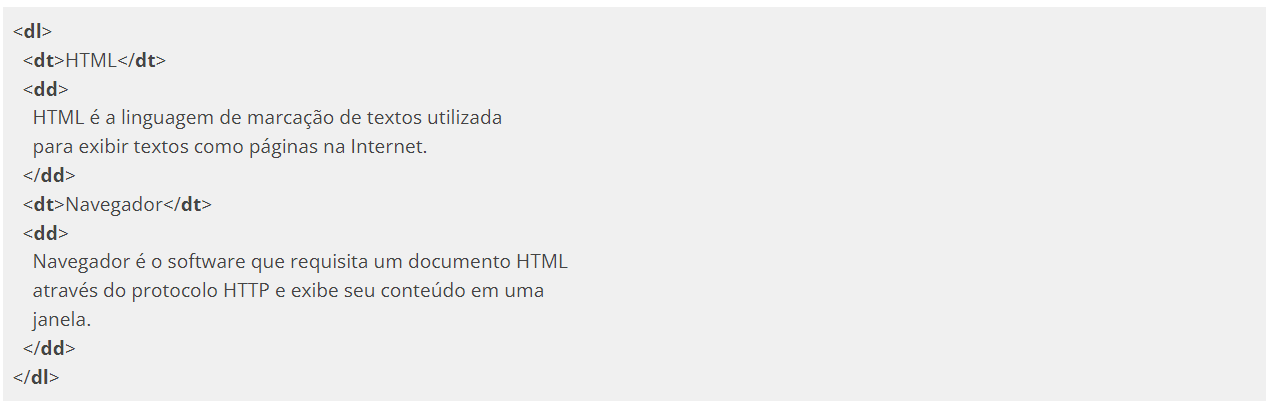 <dl>
<dt>HTML</dt>
<dd>
HTML é a linguagem de marcação de textos utilizada
para exibir textos como páginas na Internet.
</dd>
<dt>Navegador</dt>
<dd>
Navegador é o software que requisita um documento HTML
através do protocolo HTTP e exibe seu conteúdo em uma
janela.
</dd>
</dl>